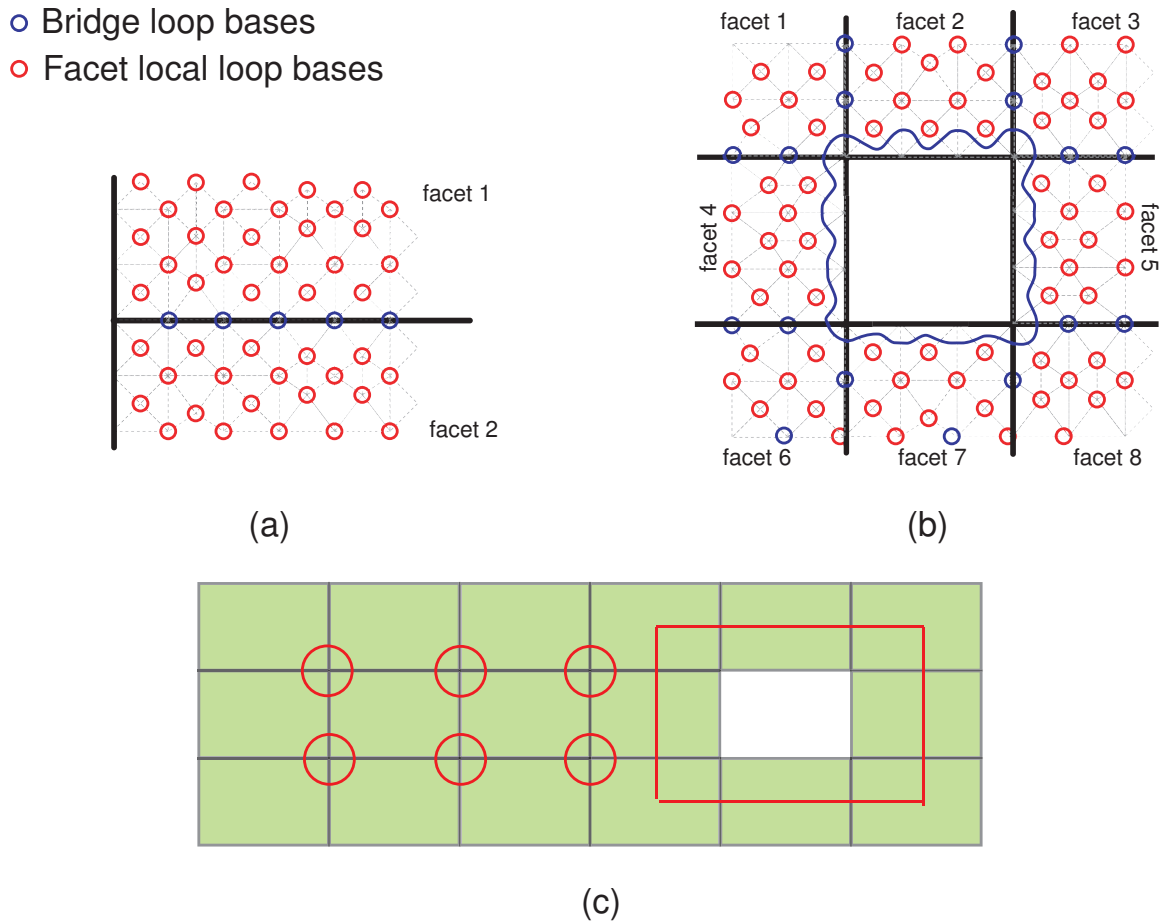 Bridge loop bases
Facet local loop bases
facet 1
facet 2
(a)
facet 1
facet 2
facet 3
facet 4
facet 5
facet 6
facet 7
facet 8
(b)
(c)